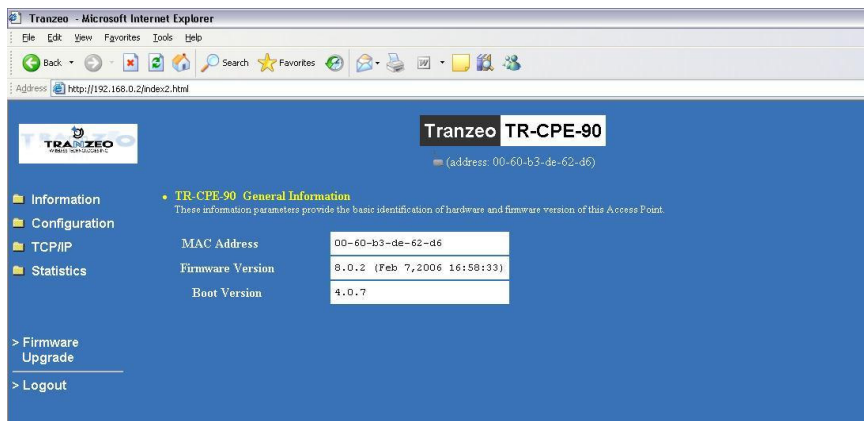 Tranzeo - Microsoft Internet Explorer
File Edit View Favorites Tools Help
Back Search Favorites
Address http://192.168.0.2/index2.html
TRANZEO
WIRELESS TECHNOLOGIES INC.
Tranzeo TR-CPE-90
(address: 00-60-b3-de-62-d6)
Information
Configuration
TCP/IP
Statistics
> Firmware
Upgrade
> Logout
• TR-CPE-90 General Information
These information parameters provide the basic identification of hardware and firmware version of this Access Point.
MAC Address 00-60-b3-de-62-d6
Firmware Version 8.0.2 (Feb 7,2006 16:58:33)
Boot Version 4.0.7